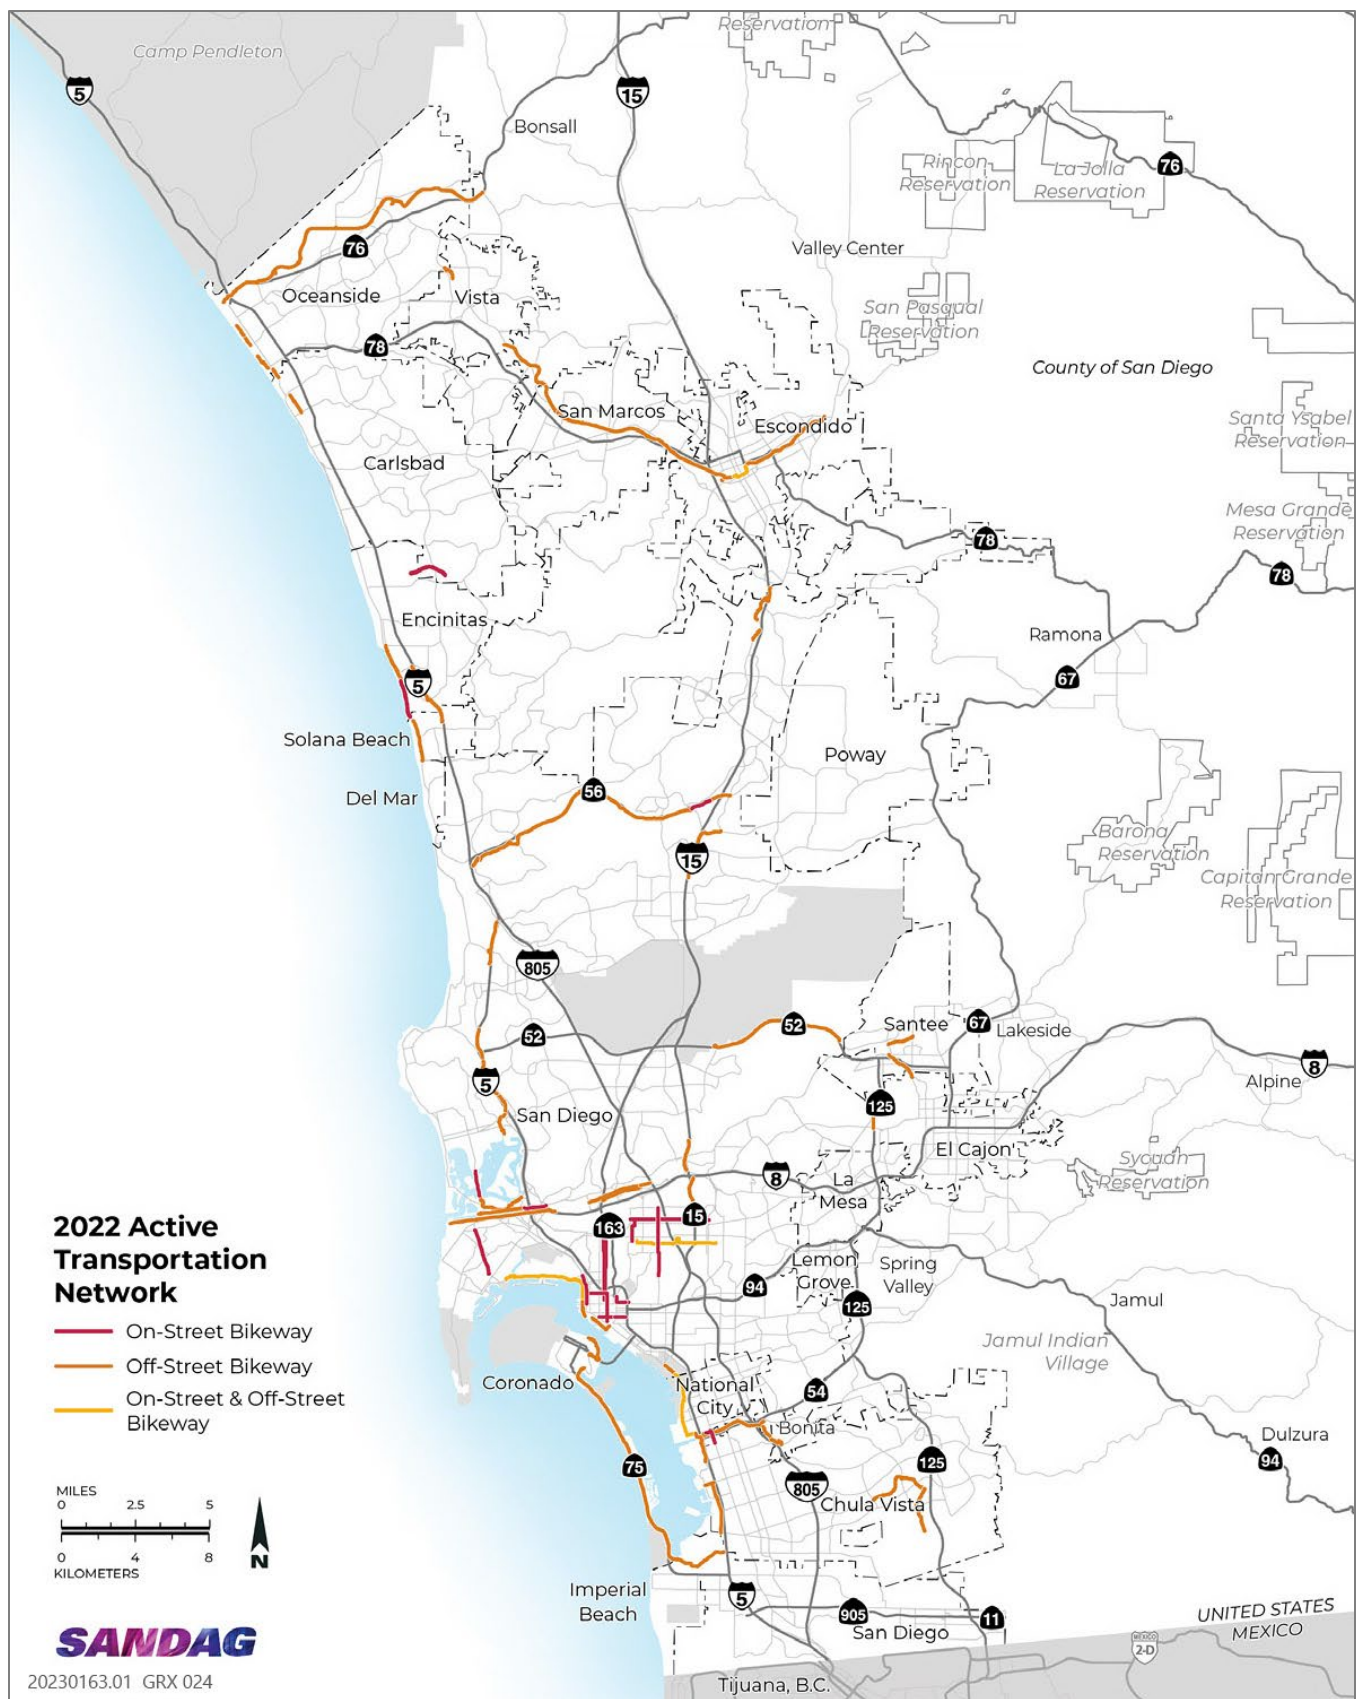 Reservation
Camp Pendleton
5
15
Bonsall
Rincon
Reservation
La Jolla
Reservation
76
76
Valley Center
Oceanside
Vista
San Pasqual
Reservation
78
County of San Diego
San Marcos
Escondido
Santa Ysabel
Reservation
Carlsbad
Mesa Grande
Reservation
78
78
Encinitas
Ramona
67
5
Solana Beach
Poway
Del Mar
56
Barona
Reservation
15
Capitan Grande
Reservation
805
52
52
Santee
67
Lakeside
8
Alpine
5
125
San Diego
El Cajon
8
La
Mesa
Sycuan
Reservation
163
15
Lemon
Grove
Spring
Valley
94
125
Jamul
Jamul Indian
Village
Coronado
National
City
54
Bonita
Dulzura
94
75
125
805
Chula Vista
Imperial
Beach
5
905
11
San Diego
UNITED STATES
MEXICO
MEXICO
2-D
Tijuana, B.C.
2022 Active
Transportation
Network
On-Street Bikeway
Off-Street Bikeway
On-Street & Off-Street
Bikeway
MILES
0 2.5 5
0 4 8
KILOMETERS
N
SANDAG
20230163.01 GRX 024